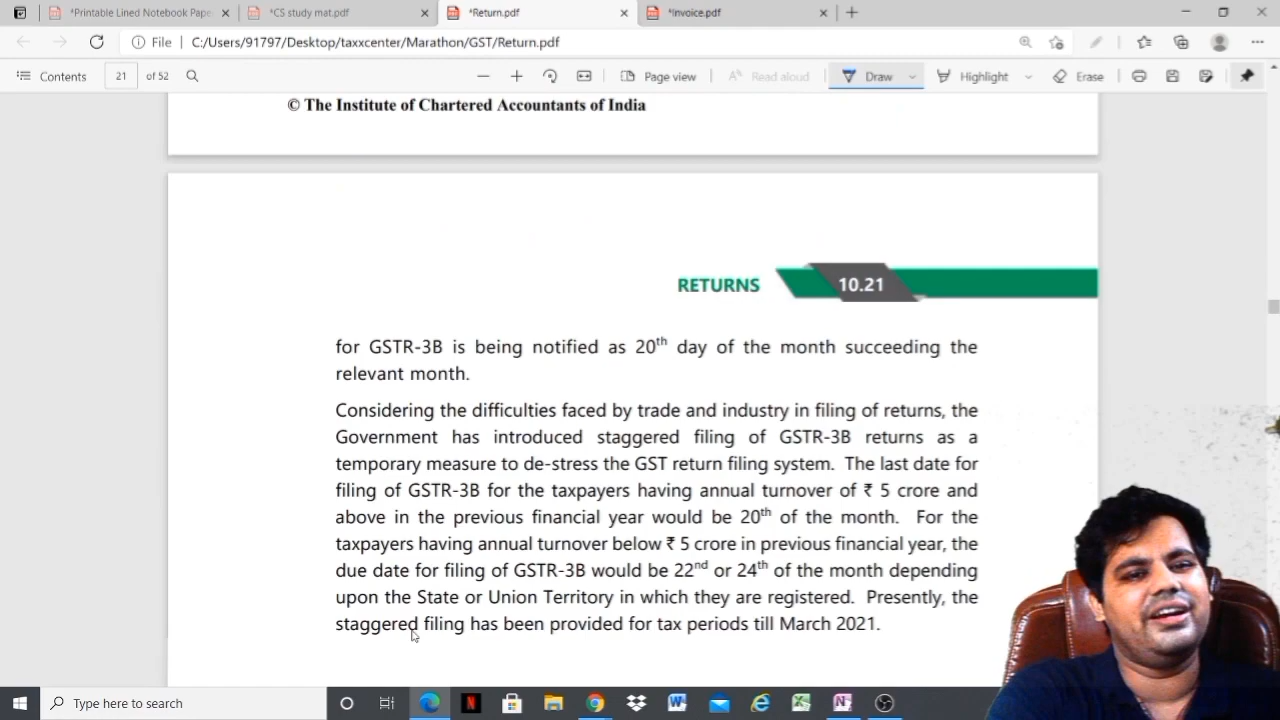 *Printable Lined Notebook Pape
*CS study mat.pdf
*Return.pdf
*Invoice.pdf
File | C:/Users/91797/Desktop/taxxcenter/Marathon/GST/Return.pdf
Contents 21 of 52 Page view Read aloud Draw Highlight Erase
© The Institute of Chartered Accountants of India
RETURNS 10.21
for GSTR-3B is being notified as 20th day of the month succeeding the
relevant month.
Considering the difficulties faced by trade and industry in filing of returns, the
Government has introduced staggered filing of GSTR-3B returns as a
temporary measure to de-stress the GST return filing system. The last date for
filing of GSTR-3B for the taxpayers having annual turnover of ₹ 5 crore and
above in the previous financial year would be 20th of the month. For the
taxpayers having annual turnover below ₹ 5 crore in previous financial year, the
due date for filing of GSTR-3B would be 22nd or 24th of the month depending
upon the State or Union Territory in which they are registered. Presently, the
staggered filing has been provided for tax periods till March 2021.
Type here to search